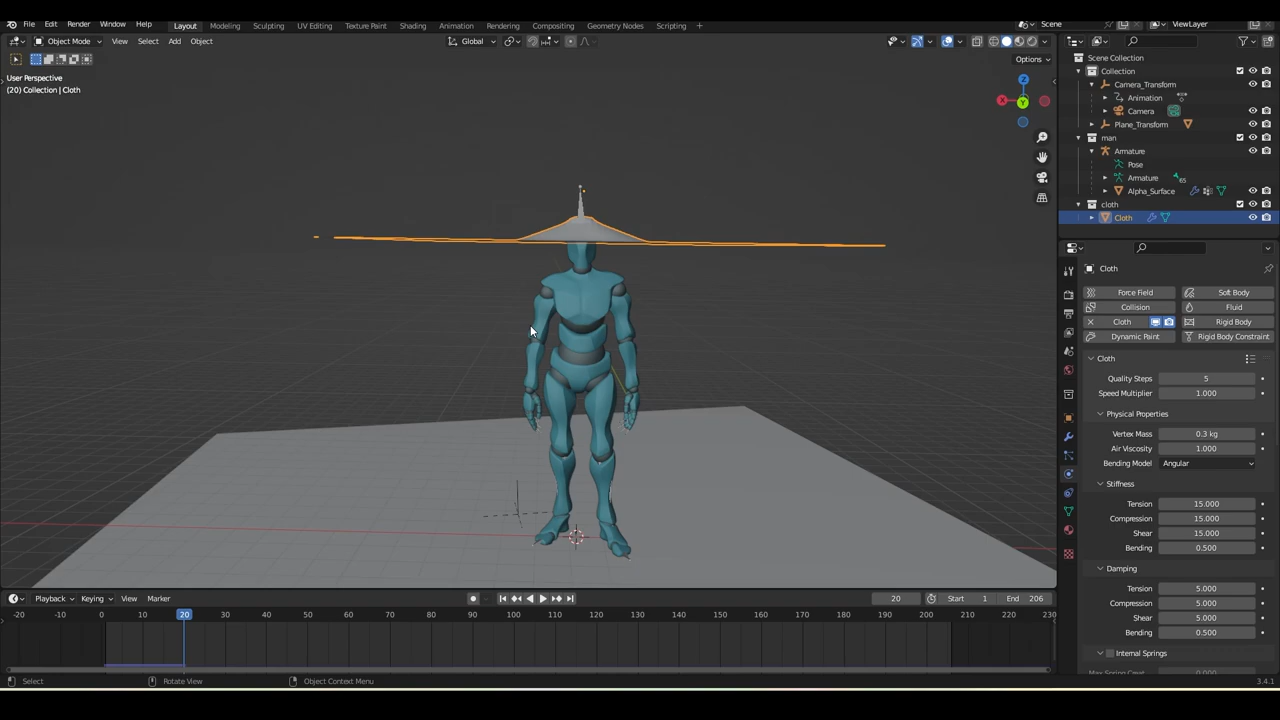 File Edit Render Window Help Layout Modeling Sculpting UV Editing Texture Paint Shading Animation Rendering Compositing Geometry Nodes Scripting + Scene ViewLayer
Object Mode View Select Add Object Global
Options
User Perspective
(20) Collection | Cloth
Z
X
Y
Scene Collection
Collection
Camera_Transform
Animation
Camera
Plane_Transform
man
Armature
Pose
Armature 65
Alpha_Surface
cloth
Cloth
Cloth
Force Field Soft Body
Collision Fluid
Cloth Rigid Body
Dynamic Paint Rigid Body Constraint
Cloth
Quality Steps 5
Speed Multiplier 1.000
Physical Properties
Vertex Mass 0.3 kg
Air Viscosity 1.000
Bending Model Angular
Stiffness
Tension 15.000
Compression 15.000
Shear 15.000
Bending 0.500
Damping
Tension 5.000
Compression 5.000
Shear 5.000
Bending 0.500
Internal Springs
Playback Keying View Marker 20 Start 1 End 206
-20 -10 0 10 20 30 40 50 60 70 80 90 100 110 120 130 140 150 160 170 180 190 200 210 220 230
Select Rotate View Object Context Menu 3.4.1